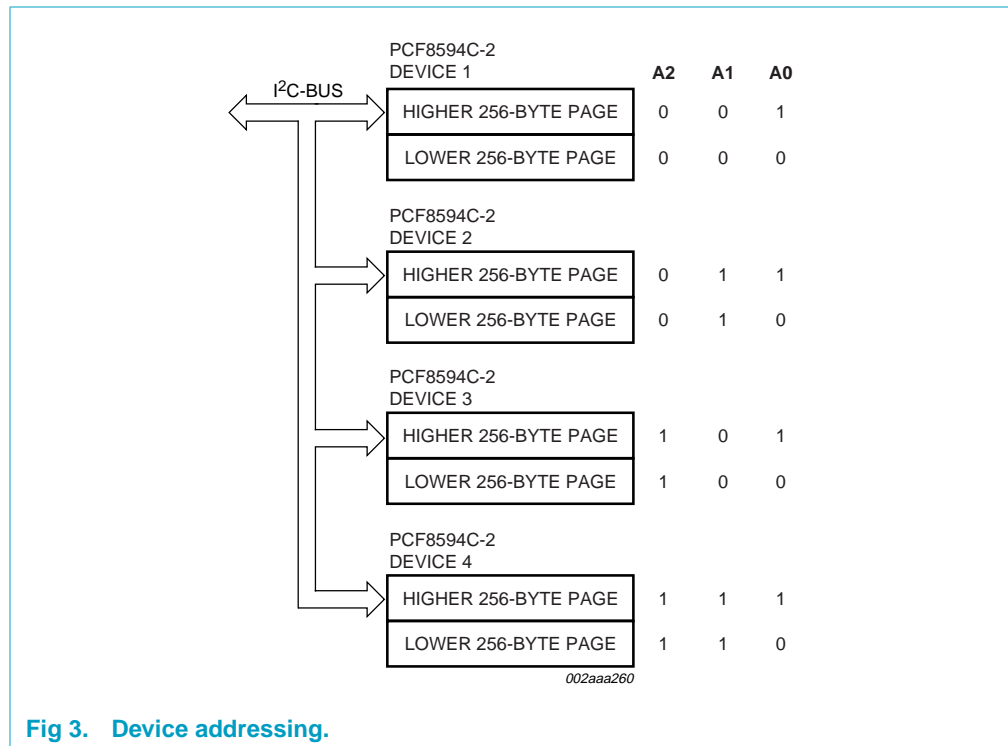 PCF8594C-2
DEVICE 1 A2 A1 A0
I2C-BUS
HIGHER 256-BYTE PAGE 0 0 1
LOWER 256-BYTE PAGE 0 0 0
PCF8594C-2
DEVICE 2
HIGHER 256-BYTE PAGE 0 1 1
LOWER 256-BYTE PAGE 0 1 0
PCF8594C-2
DEVICE 3
HIGHER 256-BYTE PAGE 1 0 1
LOWER 256-BYTE PAGE 1 0 0
PCF8594C-2
DEVICE 4
HIGHER 256-BYTE PAGE 1 1 1
LOWER 256-BYTE PAGE 1 1 0
002aaa260
Fig 3. Device addressing.